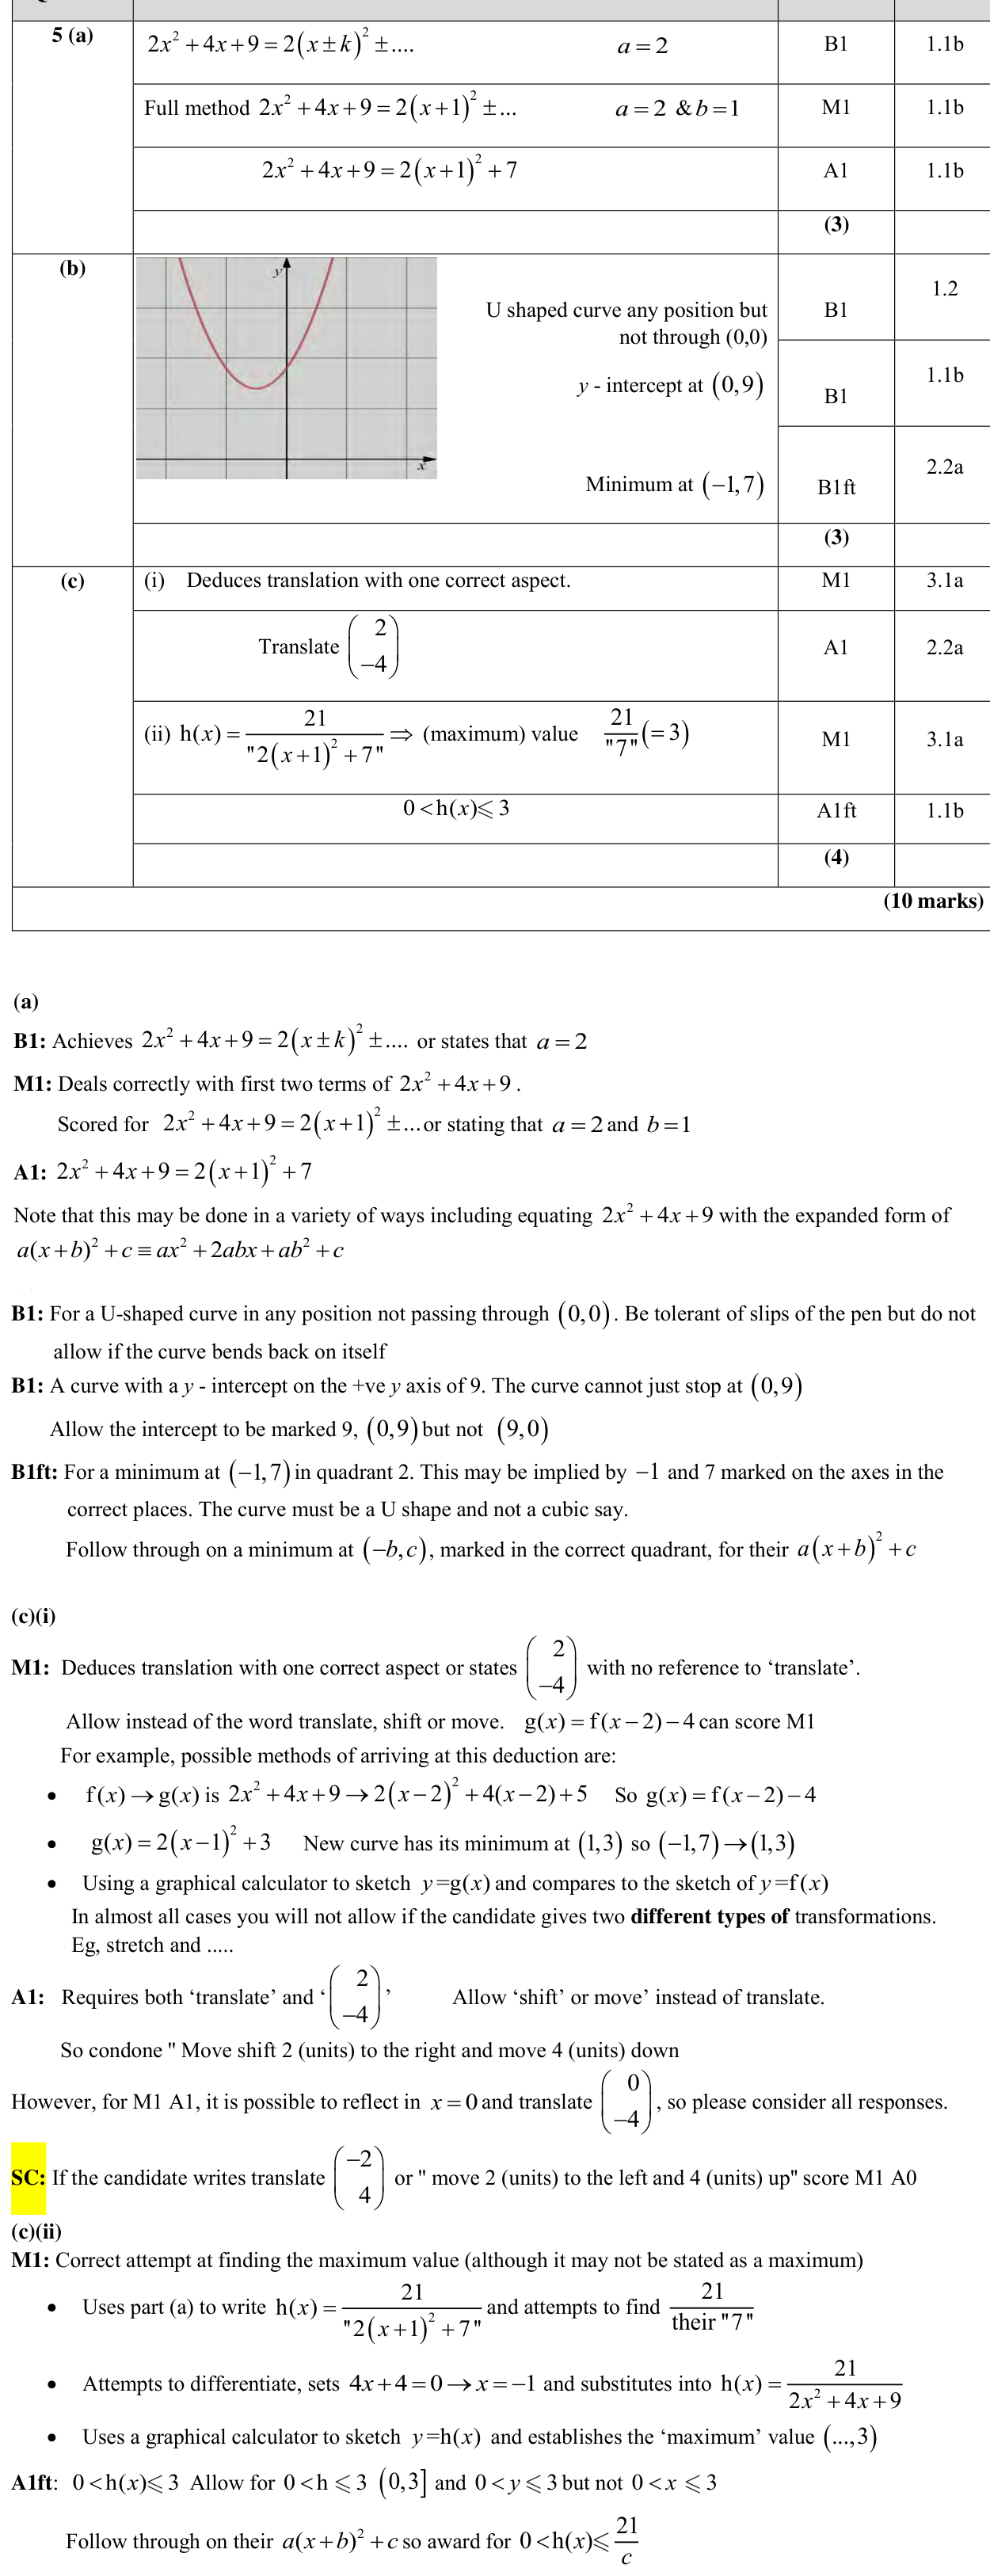 5 (a) 2x² + 4x + 9 = 2(x ± k)² ± .... a = 2 B1 1.1b
Full method 2x² + 4x + 9 = 2(x + 1)² ± ... a = 2 & b = 1 M1 1.1b
2x² + 4x + 9 = 2(x + 1)² + 7 A1 1.1b
(3)
(b) y x
U shaped curve any position but
not through (0,0) B1 1.2
y - intercept at (0,9) B1 1.1b
Minimum at (−1,7) B1ft 2.2a
(3)
(c) (i) Deduces translation with one correct aspect. M1 3.1a
Translate (2 −4) A1 2.2a
(ii) h(x) = 21/"2(x+1)² + 7" ⇒ (maximum) value 21/"7" (= 3) M1 3.1a
0 < h(x) ⩽ 3 A1ft 1.1b
(4)
(10 marks)
(a)
B1: Achieves 2x² + 4x + 9 = 2(x ± k)² ± .... or states that a = 2
M1: Deals correctly with first two terms of 2x² + 4x + 9 .
Scored for 2x² + 4x + 9 = 2(x + 1)² ± ... or stating that a = 2 and b = 1
A1: 2x² + 4x + 9 = 2(x + 1)² + 7
Note that this may be done in a variety of ways including equating 2x² + 4x + 9 with the expanded form of
a(x + b)² + c ≡ ax² + 2abx + ab² + c
B1: For a U-shaped curve in any position not passing through (0,0). Be tolerant of slips of the pen but do not
allow if the curve bends back on itself
B1: A curve with a y - intercept on the +ve y axis of 9. The curve cannot just stop at (0,9)
Allow the intercept to be marked 9, (0,9) but not (9,0)
B1ft: For a minimum at (−1,7) in quadrant 2. This may be implied by −1 and 7 marked on the axes in the
correct places. The curve must be a U shape and not a cubic say.
Follow through on a minimum at (−b,c), marked in the correct quadrant, for their a(x + b)² + c
(c)(i)
M1: Deduces translation with one correct aspect or states (2 −4) with no reference to ‘translate’.
Allow instead of the word translate, shift or move. g(x) = f(x − 2) − 4 can score M1
For example, possible methods of arriving at this deduction are:
• f(x) → g(x) is 2x² + 4x + 9 → 2(x − 2)² + 4(x − 2) + 5 So g(x) = f(x − 2) − 4
• g(x) = 2(x − 1)² + 3 New curve has its minimum at (1,3) so (−1,7) → (1,3)
• Using a graphical calculator to sketch y=g(x) and compares to the sketch of y=f(x)
In almost all cases you will not allow if the candidate gives two different types of transformations.
Eg, stretch and .....
A1: Requires both ‘translate’ and ‘(2 −4)’, Allow ‘shift’ or move’ instead of translate.
So condone " Move shift 2 (units) to the right and move 4 (units) down
However, for M1 A1, it is possible to reflect in x = 0 and translate (0 −4), so please consider all responses.
SC: If the candidate writes translate (−2 4) or " move 2 (units) to the left and 4 (units) up" score M1 A0
(c)(ii)
M1: Correct attempt at finding the maximum value (although it may not be stated as a maximum)
• Uses part (a) to write h(x) = 21/"2(x+1)² + 7" and attempts to find 21/their "7"
• Attempts to differentiate, sets 4x + 4 = 0 → x = −1 and substitutes into h(x) = 21/2x² + 4x + 9
• Uses a graphical calculator to sketch y=h(x) and establishes the ‘maximum’ value (...,3)
A1ft: 0 < h(x) ⩽ 3 Allow for 0 < h ⩽ 3 (0,3] and 0 < y ⩽ 3 but not 0 < x ⩽ 3
Follow through on their a(x + b)² + c so award for 0 < h(x) ⩽ 21/c